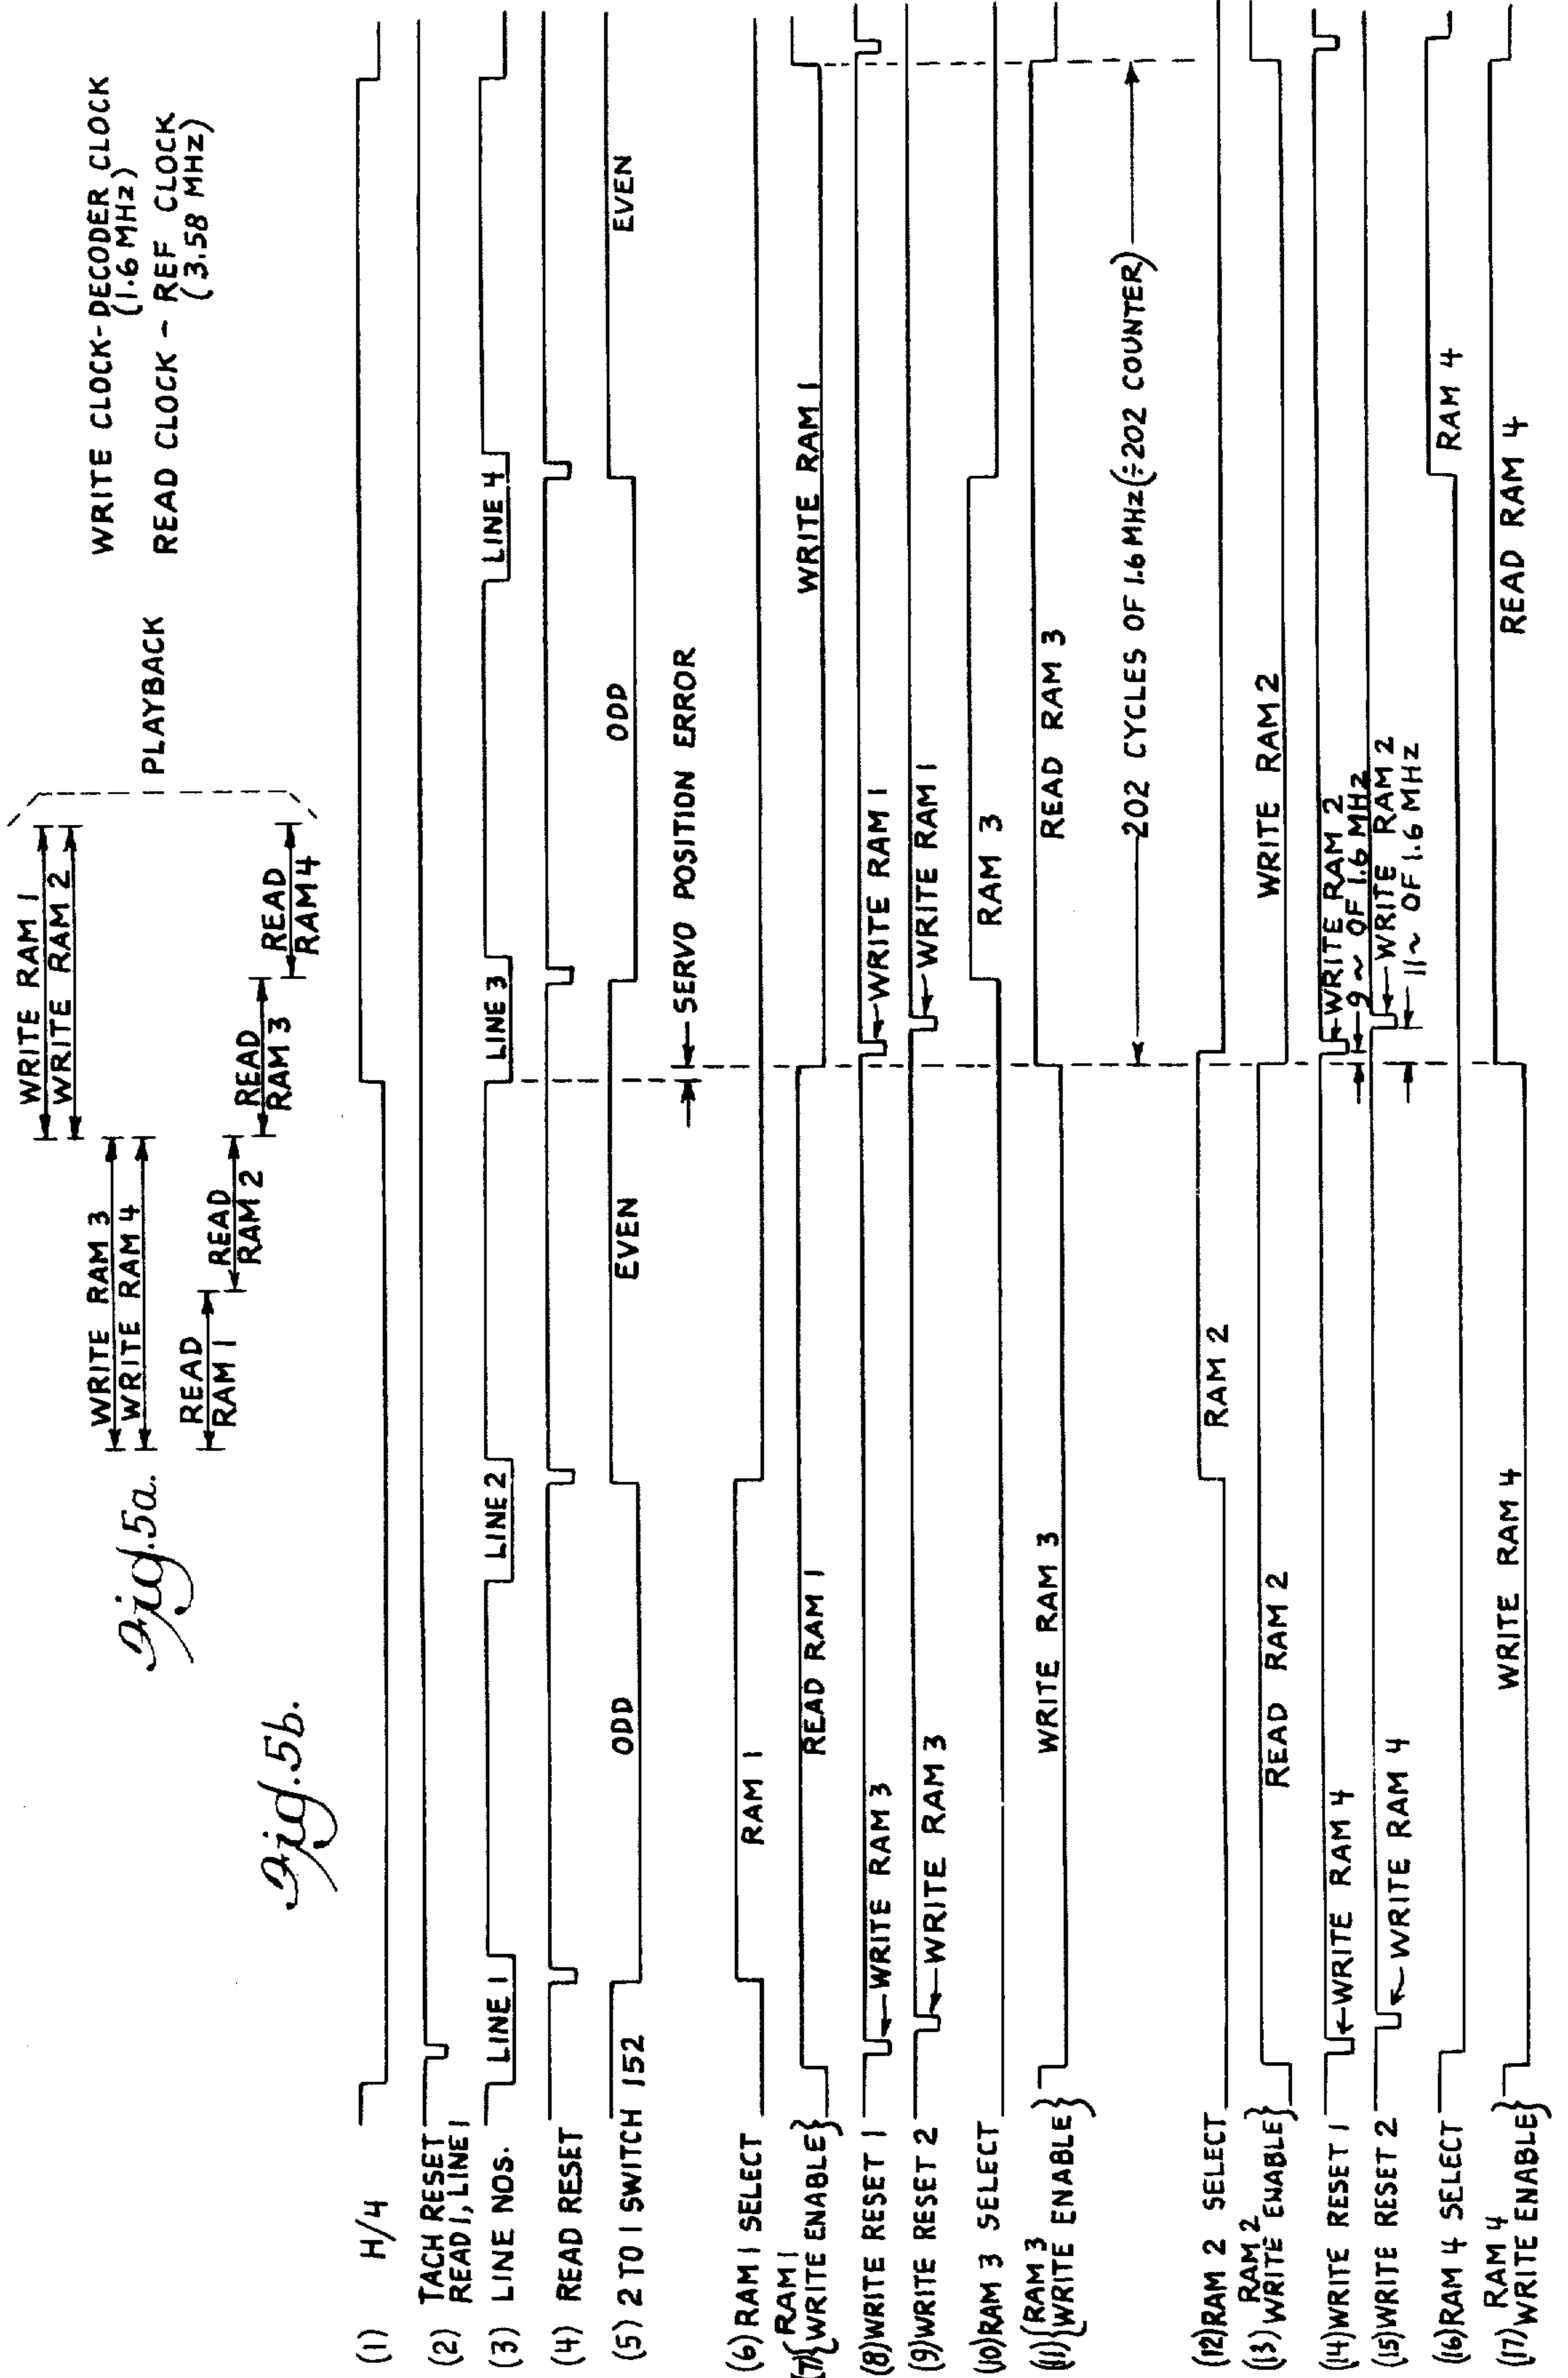 Fig. 5a.
WRITE RAM 3
WRITE RAM 4
WRITE RAM 1
WRITE RAM 2
READ
RAM 1
READ
RAM 2
READ
RAM 3
READ
RAM 4
PLAYBACK
WRITE CLOCK-DECODER CLOCK
(1.6 MHz)
READ CLOCK - REF CLOCK
(3.58 MHz)
Fig. 5b.
(1) H/4
(2) TACH RESET
READ 1, LINE 1
(3) LINE NOS. LINE 1 LINE 2 LINE 3 LINE 4
(4) READ RESET
(5) 2 TO 1 SWITCH 152 ODD EVEN ODD EVEN
SERVO POSITION ERROR
(6) RAM 1 SELECT RAM 1
(7) { RAM 1
WRITE ENABLE } READ RAM 1 WRITE RAM 1
(8) WRITE RESET 1 WRITE RAM 3 WRITE RAM 1
(9) WRITE RESET 2 WRITE RAM 3 WRITE RAM 1
(10) RAM 3 SELECT RAM 3
(11) { RAM 3
WRITE ENABLE } WRITE RAM 3 READ RAM 3
202 CYCLES OF 1.6 MHz (÷202 COUNTER)
(12) RAM 2 SELECT RAM 2
(13) RAM 2
WRITE ENABLE } READ RAM 2 WRITE RAM 2
(14) WRITE RESET 1 WRITE RAM 4 WRITE RAM 2
9 ~ OF 1.6 MHz
(15) WRITE RESET 2 WRITE RAM 4 WRITE RAM 2
11 ~ OF 1.6 MHz
(16) RAM 4 SELECT RAM 4
(17) { RAM 4
WRITE ENABLE } WRITE RAM 4 READ RAM 4